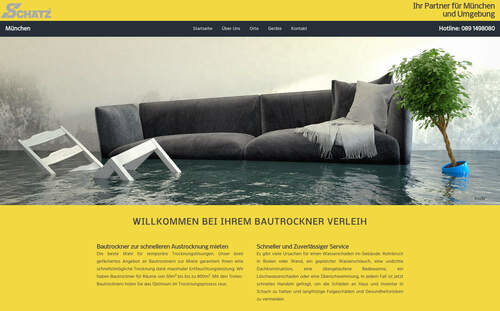 SCHATZ
Ihr Partner für München
und Umgebung
München
Startseite Über Uns Orte Geräte Kontakt
Hotline: 089 1498080
WILLKOMMEN BEI IHREM BAUTROCKNER VERLEIH
Bautrockner zur schnelleren Austrocknung mieten
Die beste Wahl für temporäre Trocknungslösungen. Unser breit
gefächertes Angebot an Bautrocknern zur Miete garantiert Ihnen eine
schnellstmögliche Trocknung dank maximaler Entfeuchtungsleistung. Wir
haben Bautrockner für Räume von 55m² bis zu 800m². Mit den Trotec
Bautrocknern holen Sie das Optimum im Trocknungsprozess raus.
Schneller und Zuverlässiger Service
Es gibt viele Ursachen für einen Wasserschaden im Gebäude. Rohrbruch
in Boden oder Wand, ein geplatzter Wasserschlauch, eine undichte
Dachkonstruktion, eine übergelaufene Badewanne, ein
Löschwasserschaden oder eine Überschwemmung. In jedem Fall ist jetzt
schnelles Handeln gefragt, um die Schäden an Haus und Inventar in
Schach zu halten und langfristige Folgeschäden und Gesundheitsrisiken
zu vermeiden.